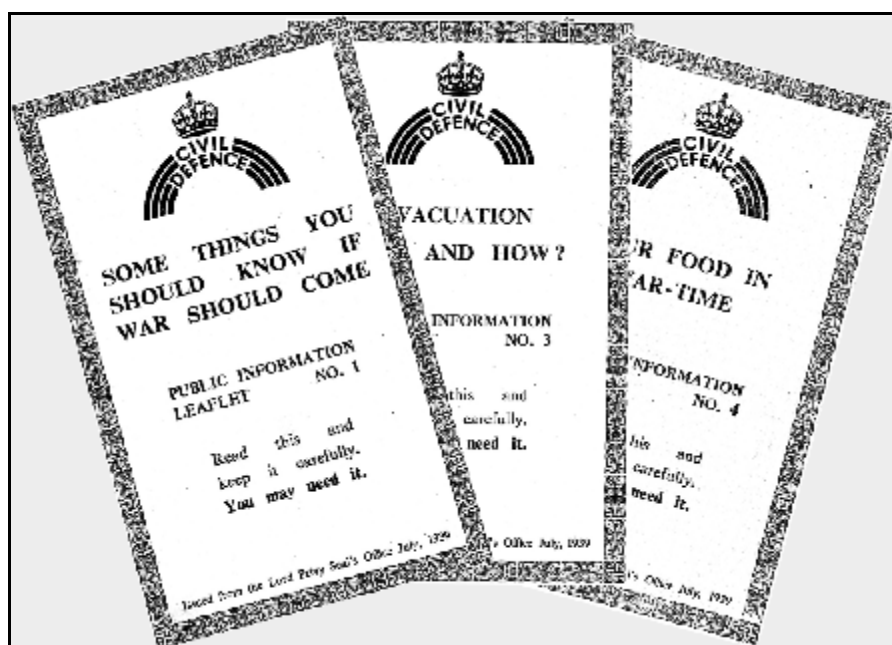 CIVIL
DEFENCE
SOME THINGS YOU
SHOULD KNOW IF
WAR SHOULD COME
PUBLIC INFORMATION
LEAFLET NO. 1
Read this and
keep it carefully.
You may need it.
Issued from the Lord Privy Seal's Office July, 1939
CIVIL
DEFENCE
VACUATION
AND HOW?
INFORMATION
NO. 3
this and
carefully.
need it.
's Office July, 1939
CIVIL
DEFENCE
UR FOOD IN
AR-TIME
INFORMATION
NO. 4
his and
carefully.
need it.
's Office July, 1939